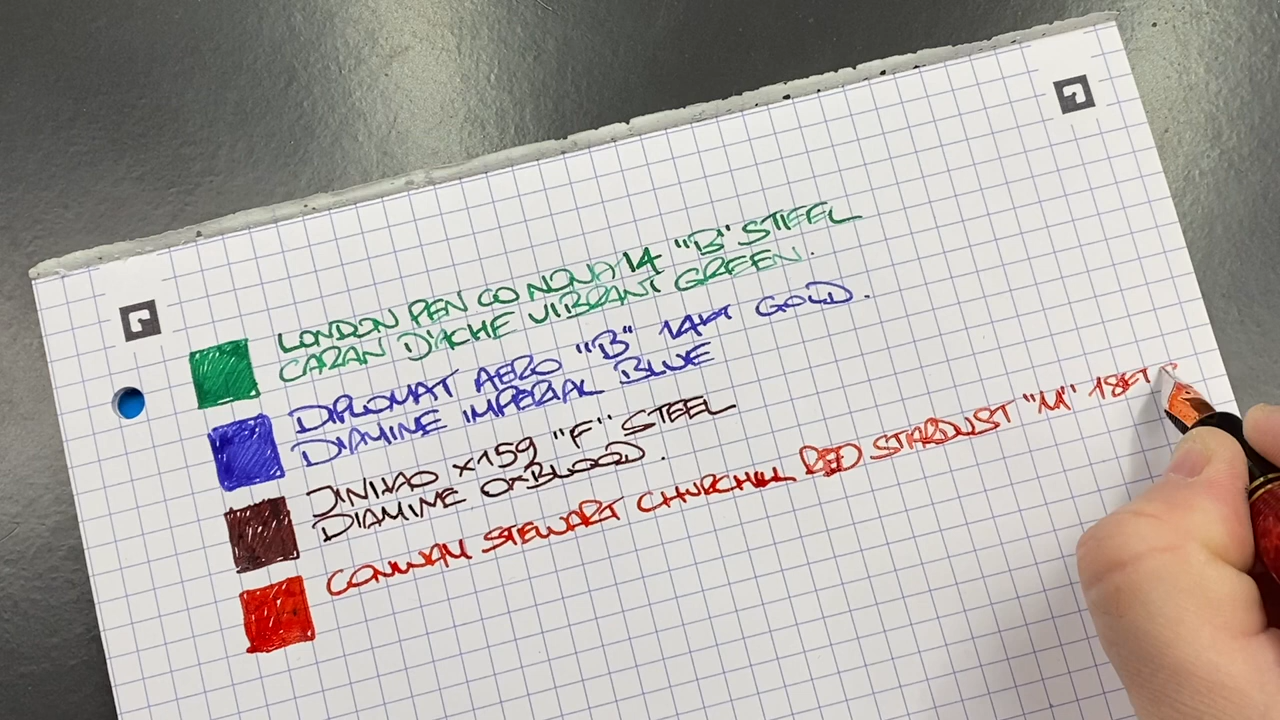 LONDON PEN CO NOVA 14 "B" STEEL
CARAN D'ACHE VIBRANT GREEN.
DIPLOMAT AERO "B" 14KT GOLD.
DIAMINE IMPERIAL BLUE
JINHAO X159 "F" STEEL
DIAMINE OXBLOOD.
CONWAY STEWART CHURCHILL RED STARDUST "M" 18KT